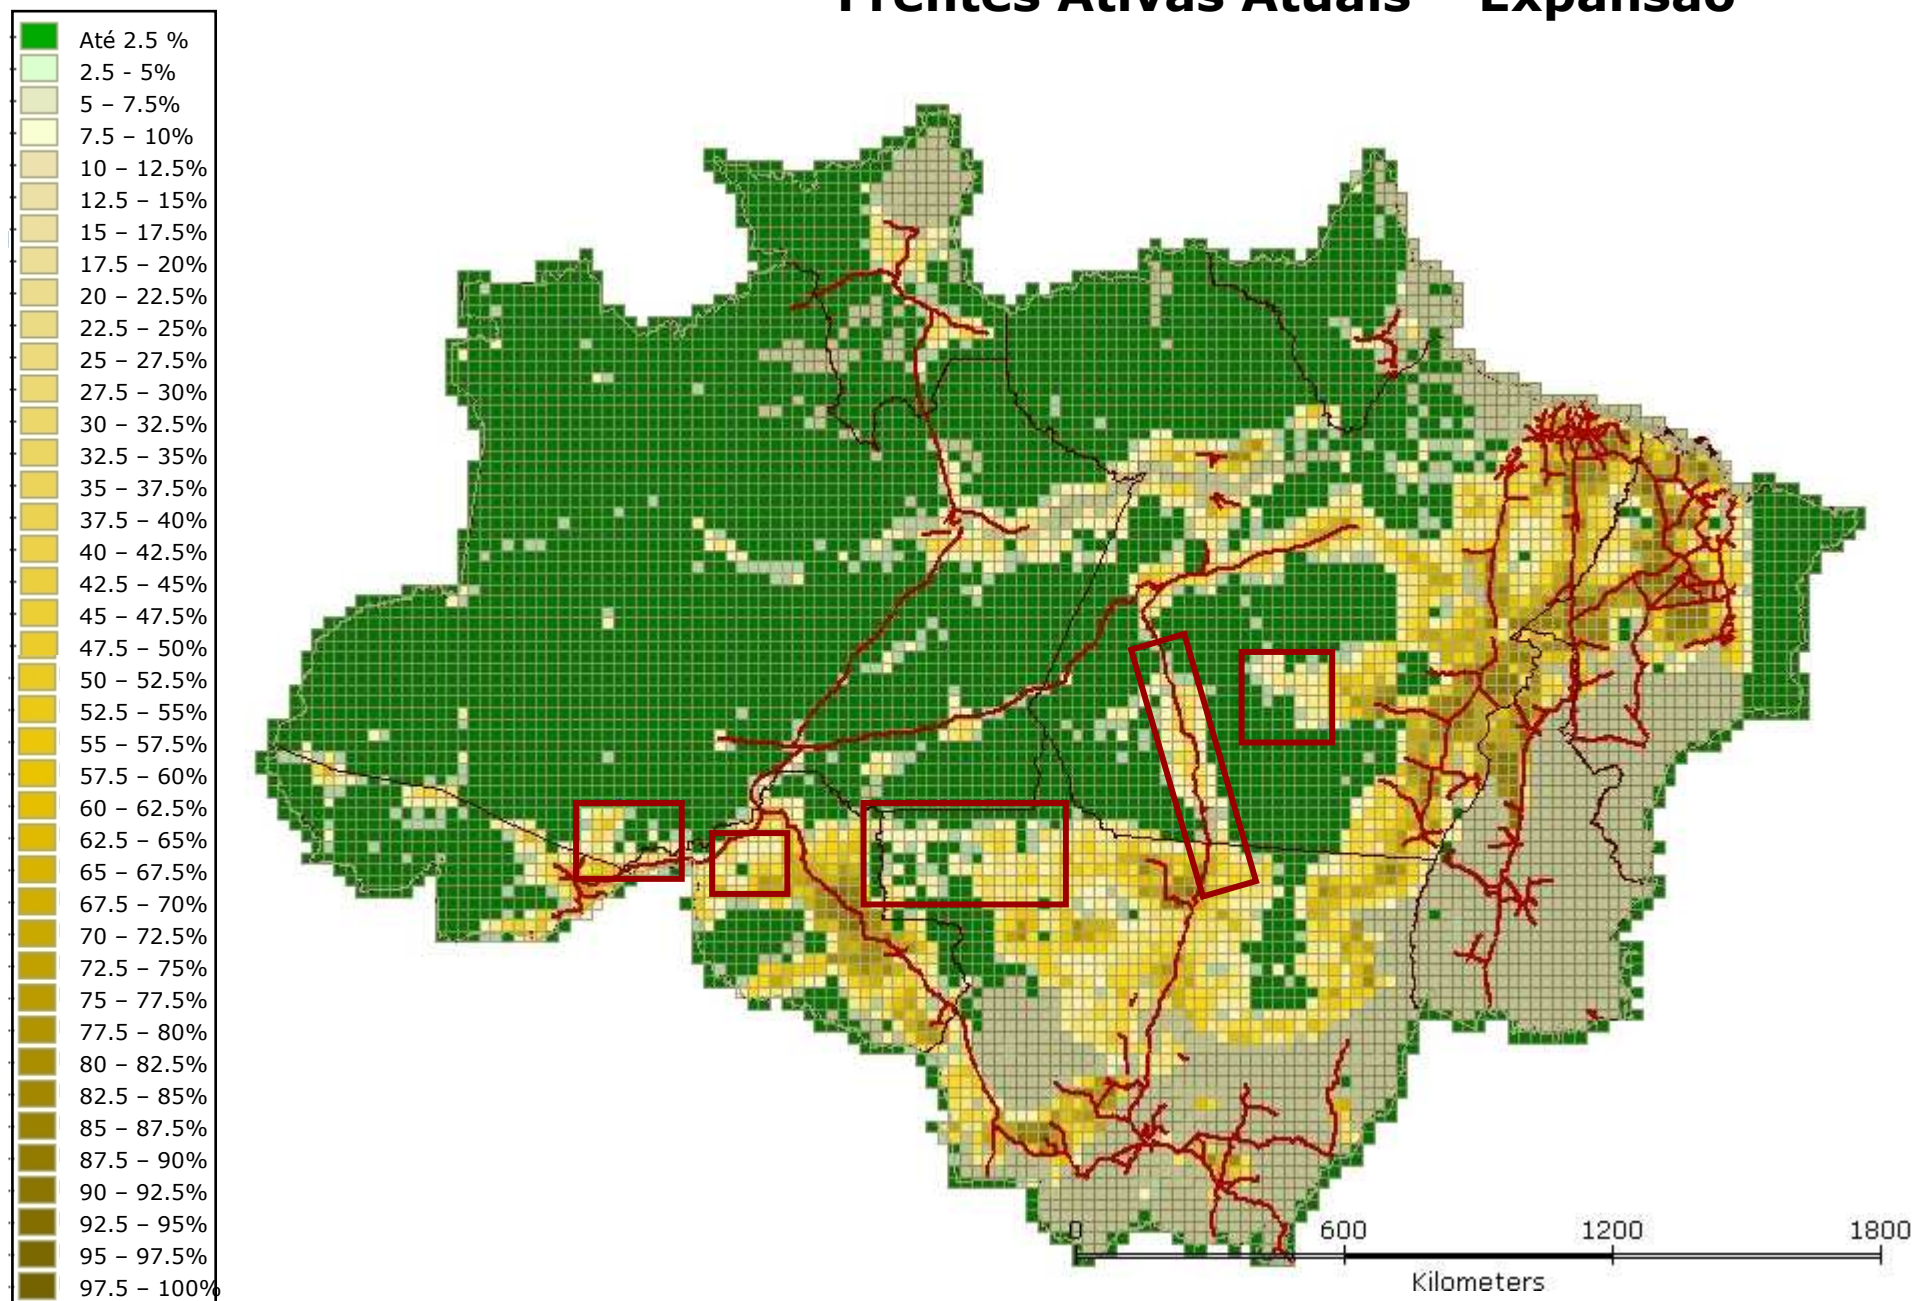 Frentes Ativas Atuais – Expansão
Até 2.5 %
2.5 - 5%
5 – 7.5%
7.5 – 10%
10 – 12.5%
12.5 – 15%
15 – 17.5%
17.5 – 20%
20 – 22.5%
22.5 – 25%
25 – 27.5%
27.5 – 30%
30 – 32.5%
32.5 – 35%
35 – 37.5%
37.5 – 40%
40 – 42.5%
42.5 – 45%
45 – 47.5%
47.5 – 50%
50 – 52.5%
52.5 – 55%
55 – 57.5%
57.5 – 60%
60 – 62.5%
62.5 – 65%
65 – 67.5%
67.5 – 70%
70 – 72.5%
72.5 – 75%
75 – 77.5%
77.5 – 80%
80 – 82.5%
82.5 – 85%
85 – 87.5%
87.5 – 90%
90 – 92.5%
92.5 – 95%
95 – 97.5%
97.5 – 100%
0 600 1200 1800
Kilometers